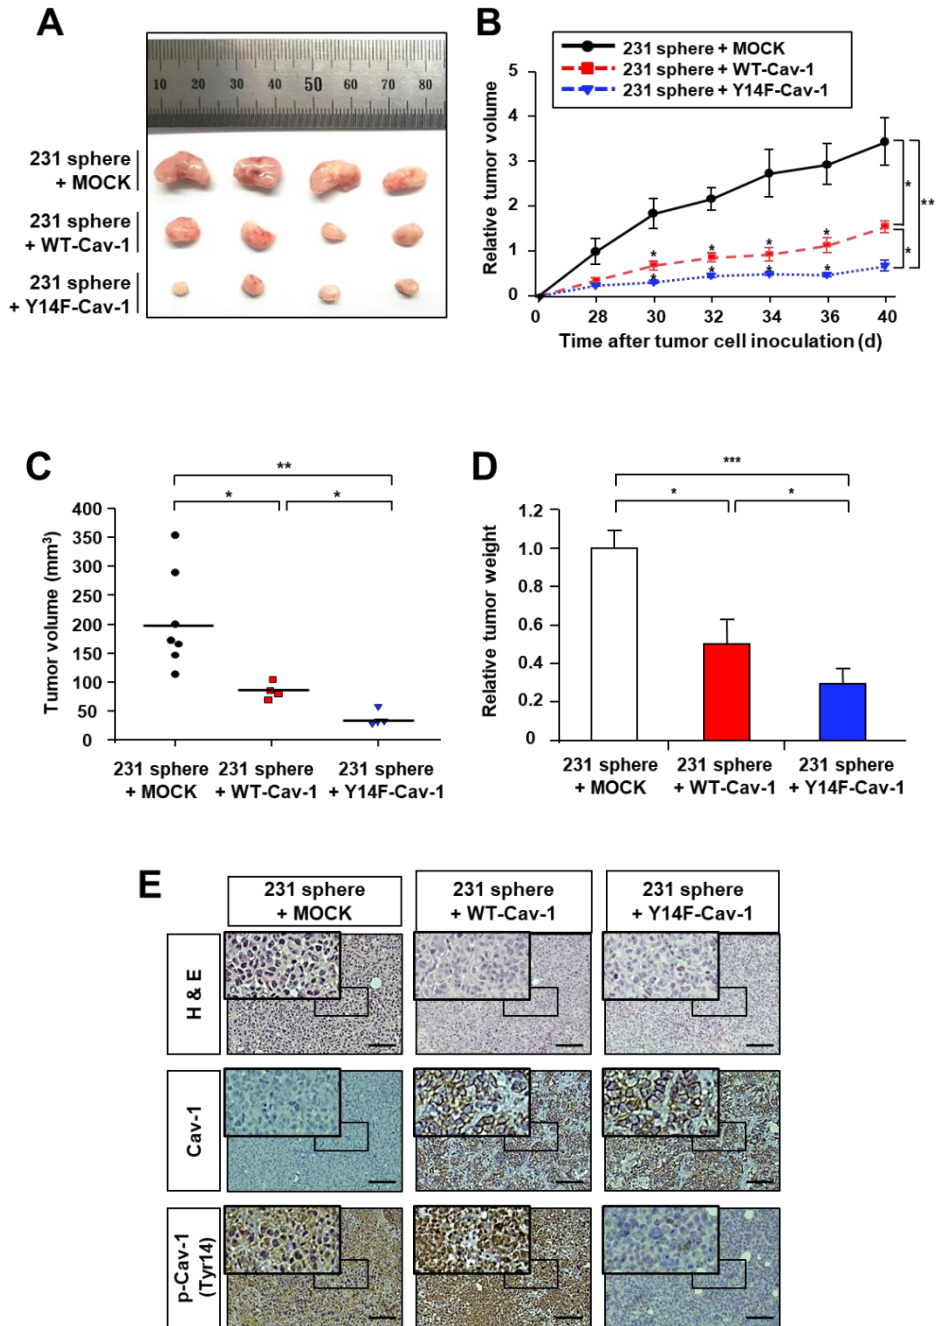 A
10 20 30 40 50 60 70 80
231 sphere
+ MOCK
231 sphere
+ WT-Cav-1
231 sphere
+ Y14F-Cav-1
B
231 sphere + MOCK
231 sphere + WT-Cav-1
231 sphere + Y14F-Cav-1
Relative tumor volume
5
4
3
2
1
0
* * * *
* * * *
*
**
*
0 28 30 32 34 36 40
Time after tumor cell inoculation (d)
C
**
* *
Tumor volume (mm³)
400
350
300
250
200
150
100
50
0
231 sphere
+ MOCK
231 sphere
+ WT-Cav-1
231 sphere
+ Y14F-Cav-1
D
***
* *
Relative tumor weight
1.2
1.0
0.8
0.6
0.4
0.2
0
231 sphere
+ MOCK
231 sphere
+ WT-Cav-1
231 sphere
+ Y14F-Cav-1
E
231 sphere
+ MOCK
231 sphere
+ WT-Cav-1
231 sphere
+ Y14F-Cav-1
H & E
Cav-1
p-Cav-1
(Tyr14)